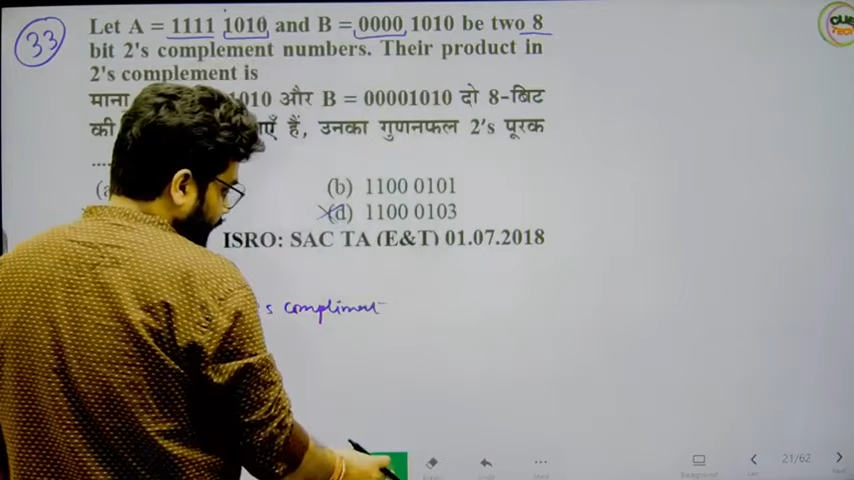 33
Let A = 1111 1010 and B = 0000 1010 be two 8
bit 2's complement numbers. Their product in
2's complement is
माना 1010 और B = 00001010 दो 8-बिट
की हैं, उनका गुणनफल 2's पूरक
....
(b) 1100 0101
(d) 1100 0103
ISRO: SAC TA (E&T) 01.07.2018
s compliment
21/62